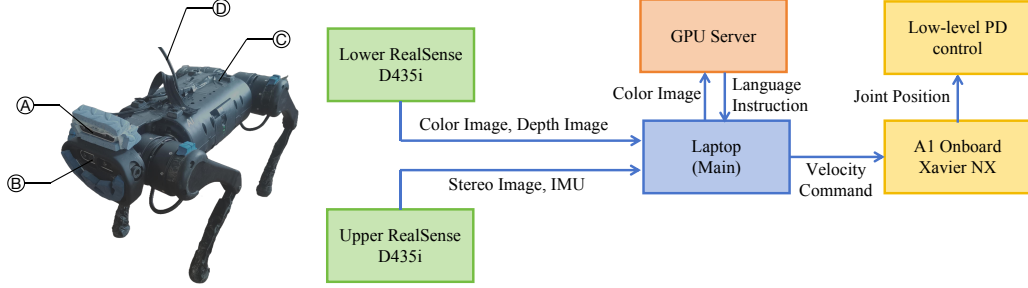 Ⓓ
Ⓒ
Ⓐ
Ⓑ
Lower RealSense
D435i
Color Image, Depth Image
Stereo Image, IMU
Upper RealSense
D435i
GPU Server
Color Image
Language
Instruction
Laptop
(Main)
Velocity
Command
Low-level PD
control
Joint Position
A1 Onboard
Xavier NX